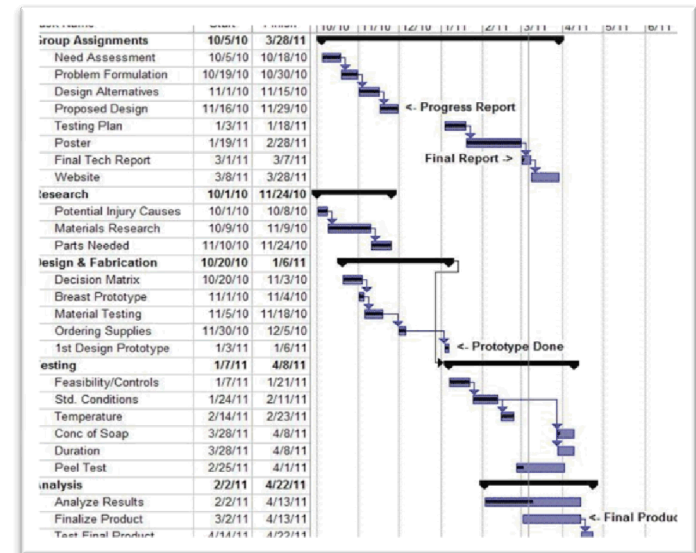 10/10 11/10 12/10 1/11 2/11 3/11 4/11 5/11 6/11
Group Assignments 10/5/10 3/28/11
Need Assessment 10/5/10 10/18/10
Problem Formulation 10/19/10 10/30/10
Design Alternatives 11/1/10 11/15/10
Proposed Design 11/16/10 11/29/10 <- Progress Report
Testing Plan 1/3/11 1/18/11
Poster 1/19/11 2/28/11
Final Tech Report 3/1/11 3/7/11 Final Report ->
Website 3/8/11 3/28/11
Research 10/1/10 11/24/10
Potential Injury Causes 10/1/10 10/8/10
Materials Research 10/9/10 11/9/10
Parts Needed 11/10/10 11/24/10
Design & Fabrication 10/20/10 1/6/11
Decision Matrix 10/20/10 11/3/10
Breast Prototype 11/1/10 11/4/10
Material Testing 11/5/10 11/18/10
Ordering Supplies 11/30/10 12/5/10
1st Design Prototype 1/3/11 1/6/11 <- Prototype Done
esting 1/7/11 4/8/11
Feasibility/Controls 1/7/11 1/21/11
Std. Conditions 1/24/11 2/11/11
Temperature 2/14/11 2/23/11
Conc of Soap 3/28/11 4/8/11
Duration 3/28/11 4/8/11
Peel Test 2/25/11 4/1/11
nalysis 2/2/11 4/22/11
Analyze Results 2/2/11 4/13/11
Finalize Product 3/2/11 4/13/11 <- Final Produc
Test Final Product 4/14/11 4/22/11